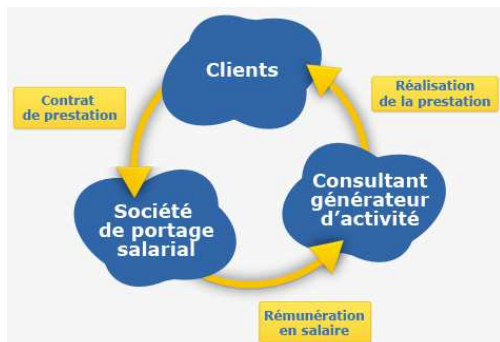 Clients
Contrat
de prestation
Réalisation
de la prestation
Société
de portage
salarial
Consultant
générateur
d'activité
Rémunération
en salaire